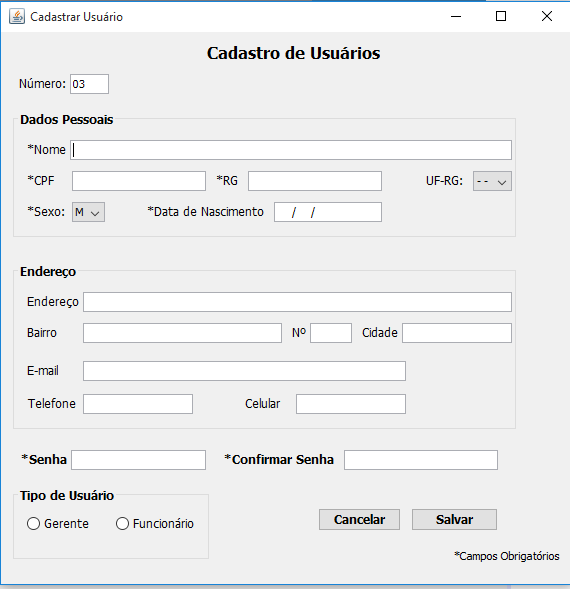 Cadastrar Usuário
Cadastro de Usuários
Número: 03
Dados Pessoais
*Nome
*CPF *RG UF-RG: --
*Sexo: M *Data de Nascimento / /
Endereço
Endereço
Bairro Nº Cidade
E-mail
Telefone Celular
*Senha *Confirmar Senha
Tipo de Usuário
Gerente Funcionário Cancelar Salvar
*Campos Obrigatórios